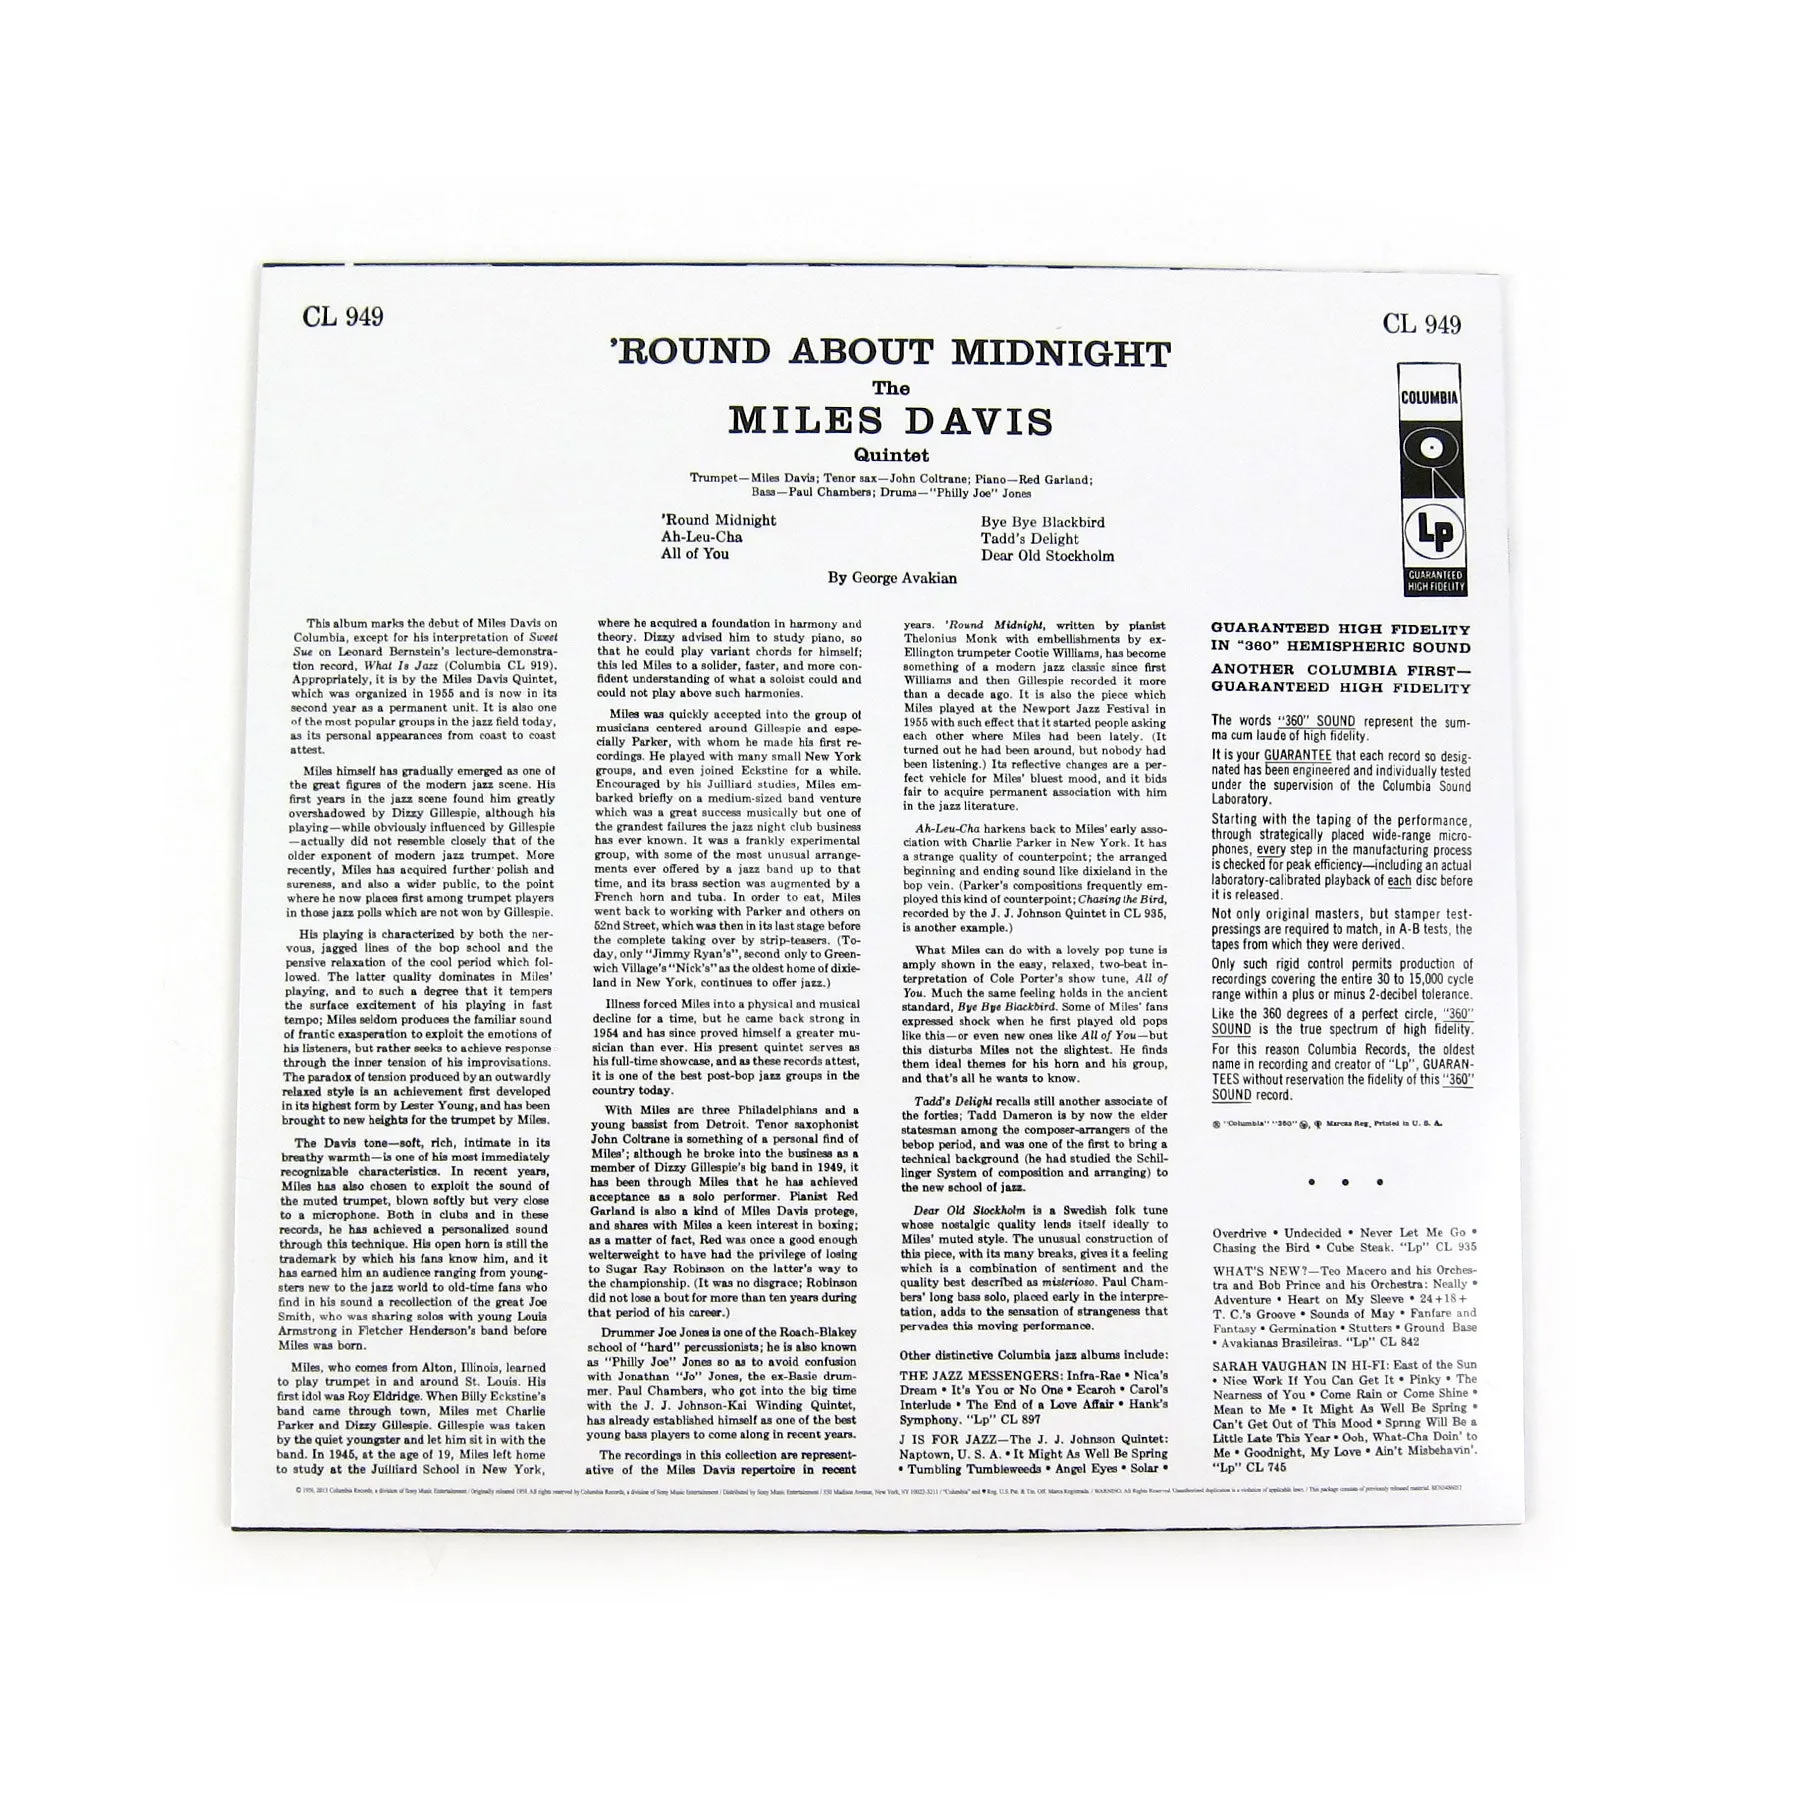 CL 949
CL 949
'ROUND ABOUT MIDNIGHT
The
MILES DAVIS
Quintet
Trumpet—Miles Davis; Tenor sax—John Coltrane; Piano—Red Garland;
Bass—Paul Chambers; Drums—"Philly Joe" Jones
'Round Midnight
Ah-Leu-Cha
All of You
Bye Bye Blackbird
Tadd's Delight
Dear Old Stockholm
By George Avakian
COLUMBIA
Lp
GUARANTEED
HIGH FIDELITY
This album marks the debut of Miles Davis on
Columbia, except for his interpretation of Sweet
Sue on Leonard Bernstein's lecture-demonstra-
tion record, What Is Jazz (Columbia CL 919).
Appropriately, it is by the Miles Davis Quintet,
which was organized in 1955 and is now in its
second year as a permanent unit. It is also one
of the most popular groups in the jazz field today,
as its personal appearances from coast to coast
attest.
Miles himself has gradually emerged as one of
the great figures of the modern jazz scene. His
first years in the jazz scene found him greatly
overshadowed by Dizzy Gillespie, although his
playing—while obviously influenced by Gillespie
—actually did not resemble closely that of the
older exponent of modern jazz trumpet. More
recently, Miles has acquired further polish and
sureness, and also a wider public, to the point
where he now places first among trumpet players
in those jazz polls which are not won by Gillespie.
His playing is characterized by both the ner-
vous, jagged lines of the bop school and the
pensive relaxation of the cool period which fol-
lowed. The latter quality dominates in Miles'
playing, and to such a degree that it tempers
the surface excitement of his playing in fast
tempo; Miles seldom produces the familiar sound
of frantic exasperation to exploit the emotions of
his listeners, but rather seeks to achieve response
through the inner tension of his improvisations.
The paradox of tension produced by an outwardly
relaxed style is an achievement first developed
in its highest form by Lester Young, and has been
brought to new heights for the trumpet by Miles.
The Davis tone—soft, rich, intimate in its
breathy warmth—is one of his most immediately
recognizable characteristics. In recent years,
Miles has also chosen to exploit the sound of
the muted trumpet, blown softly but very close
to a microphone. Both in clubs and in these
records, he has achieved a personalized sound
through this technique. His open horn is still the
trademark by which his fans know him, and it
has earned him an audience ranging from young-
sters new to the jazz world to old-time fans who
find in his sound a recollection of the great Joe
Smith, who was sharing solos with young Louis
Armstrong in Fletcher Henderson's band before
Miles was born.
Miles, who comes from Alton, Illinois, learned
to play trumpet in and around St. Louis. His
first idol was Roy Eldridge. When Billy Eckstine's
band came through town, Miles met Charlie
Parker and Dizzy Gillespie. Gillespie was taken
by the quiet youngster and let him sit in with the
band. In 1945, at the age of 19, Miles left home
to study at the Juilliard School in New York,
where he acquired a foundation in harmony and
theory. Dizzy advised him to study piano, so
that he could play variant chords for himself;
this led Miles to a solider, faster, and more con-
fident understanding of what a soloist could and
could not play above such harmonies.
Miles was quickly accepted into the group of
musicians centered around Gillespie and espe-
cially Parker, with whom he made his first re-
cordings. He played with many small New York
groups, and even joined Eckstine for a while.
Encouraged by his Juilliard studies, Miles em-
barked briefly on a medium-sized band venture
which was a great success musically but one of
the grandest failures the jazz night club business
has ever known. It was a frankly experimental
group, with some of the most unusual arrange-
ments ever offered by a jazz band up to that
time, and its brass section was augmented by a
French horn and tuba. In order to eat, Miles
went back to working with Parker and others on
52nd Street, which was then in its last stage before
the complete taking over by strip-teasers. (To-
day, only "Jimmy Ryan's", second only to Green-
wich Village's "Nick's" as the oldest home of dixie-
land in New York, continues to offer jazz.)
Illness forced Miles into a physical and musical
decline for a time, but he came back strong in
1954 and has since proved himself a greater mu-
sician than ever. His present quintet serves as
his full-time showcase, and as these records attest,
it is one of the best post-bop jazz groups in the
country today.
With Miles are three Philadelphians and a
young bassist from Detroit. Tenor saxophonist
John Coltrane is something of a personal find of
Miles'; although he broke into the business as a
member of Dizzy Gillespie's big band in 1949, it
has been through Miles that he has achieved
acceptance as a solo performer. Pianist Red
Garland is also a kind of Miles Davis protege,
and shares with Miles a keen interest in boxing;
as a matter of fact, Red was once a good enough
welterweight to have had the privilege of losing
to Sugar Ray Robinson on the latter's way to
the championship. (It was no disgrace; Robinson
did not lose a bout for more than ten years during
that period of his career.)
Drummer Joe Jones is one of the Roach-Blakey
school of "hard" percussionists; he is also known
as "Philly Joe" Jones so as to avoid confusion
with Jonathan "Jo" Jones, the ex-Basie drum-
mer. Paul Chambers, who got into the big time
with the J. J. Johnson-Kai Winding Quintet,
has already established himself as one of the best
young bass players to come along in recent years.
The recordings in this collection are represent-
ative of the Miles Davis repertoire in recent
years. 'Round Midnight, written by pianist
Thelonius Monk with embellishments by ex-
Ellington trumpeter Cootie Williams, has become
something of a modern jazz classic since first
Williams and then Gillespie recorded it more
than a decade ago. It is also the piece which
Miles played at the Newport Jazz Festival in
1955 with such effect that it started people asking
each other where Miles had been lately. (It
turned out he had been around, but nobody had
been listening.) Its reflective changes are a per-
fect vehicle for Miles' bluest mood, and it bids
fair to acquire permanent association with him
in the jazz literature.
Ah-Leu-Cha harkens back to Miles' early asso-
ciation with Charlie Parker in New York. It has
a strange quality of counterpoint; the arranged
beginning and ending sound like dixieland in the
bop vein. (Parker's compositions frequently em-
ployed this kind of counterpoint; Chasing the Bird,
recorded by the J. J. Johnson Quintet in CL 935,
is another example.)
What Miles can do with a lovely pop tune is
amply shown in the easy, relaxed, two-beat in-
terpretation of Cole Porter's show tune, All of
You. Much the same feeling holds in the ancient
standard, Bye Bye Blackbird. Some of Miles' fans
expressed shock when he first played old pops
like this—or even new ones like All of You—but
this disturbs Miles not the slightest. He finds
them ideal themes for his horn and his group,
and that's all he wants to know.
Tadd's Delight recalls still another associate of
the forties; Tadd Dameron is by now the elder
statesman among the composer-arrangers of the
bebop period, and was one of the first to bring a
technical background (he had studied the Schil-
linger System of composition and arranging) to
the new school of jazz.
Dear Old Stockholm is a Swedish folk tune
whose nostalgic quality lends itself ideally to
Miles' muted style. The unusual construction of
this piece, with its many breaks, gives it a feeling
which is a combination of sentiment and the
quality best described as misterioso. Paul Cham-
bers' long bass solo, placed early in the interpre-
tation, adds to the sensation of strangeness that
pervades this moving performance.
Other distinctive Columbia jazz albums include:
THE JAZZ MESSENGERS: Infra-Rae • Nica's
Dream • It's You or No One • Ecaroh • Carol's
Interlude • The End of a Love Affair • Hank's
Symphony. "Lp" CL 897
J IS FOR JAZZ—The J. J. Johnson Quintet:
Naptown, U. S. A. • It Might As Well Be Spring
• Tumbling Tumbleweeds • Angel Eyes • Solar •
GUARANTEED HIGH FIDELITY
IN "360" HEMISPHERIC SOUND
ANOTHER COLUMBIA FIRST—
GUARANTEED HIGH FIDELITY
The words "360" SOUND represent the sum-
ma cum laude of high fidelity.
It is your GUARANTEE that each record so desig-
nated has been engineered and individually tested
under the supervision of the Columbia Sound
Laboratory.
Starting with the taping of the performance,
through strategically placed wide-range micro-
phones, every step in the manufacturing process
is checked for peak efficiency—including an actual
laboratory-calibrated playback of each disc before
it is released.
Not only original masters, but stamper test-
pressings are required to match, in A-B tests, the
tapes from which they were derived.
Only such rigid control permits production of
recordings covering the entire 30 to 15,000 cycle
range within a plus or minus 2-decibel tolerance.
Like the 360 degrees of a perfect circle, "360"
SOUND is the true spectrum of high fidelity.
For this reason Columbia Records, the oldest
name in recording and creator of "Lp", GUARAN-
TEES without reservation the fidelity of this "360"
SOUND record.
® "Columbia" "360" Marcas Reg. Printed in U. S. A.
• • •
Overdrive • Undecided • Never Let Me Go •
Chasing the Bird • Cube Steak. "Lp" CL 935
WHAT'S NEW?—Teo Macero and his Orches-
tra and Bob Prince and his Orchestra: Neally •
Adventure • Heart on My Sleeve • 24+18+ •
T. C.'s Groove • Sounds of May • Fanfare and
Fantasy • Germination • Stutters • Ground Base
• Avakianas Brasileiras. "Lp" CL 842
SARAH VAUGHAN IN HI-FI: East of the Sun
• Nice Work If You Can Get It • Pinky • The
Nearness of You • Come Rain or Come Shine •
Mean to Me • It Might As Well Be Spring •
Can't Get Out of This Mood • Spring Will Be a
Little Late This Year • Ooh, What-Cha Doin' to
Me • Goodnight, My Love • Ain't Misbehavin'.
"Lp" CL 745
© 1956, 2013 Columbia Records, a division of Sony Music Entertainment / Originally released 1956. All rights reserved by Columbia Records, a division of Sony Music Entertainment / Distributed by Sony Music Entertainment / 550 Madison Avenue, New York, NY 10022-3211 / "Columbia" and Reg. U.S. Pat. & Tm. Off. Marca Registrada. / WARNING: All Rights Reserved. Unauthorized duplication is a violation of applicable laws. / This package consists of previously released material.